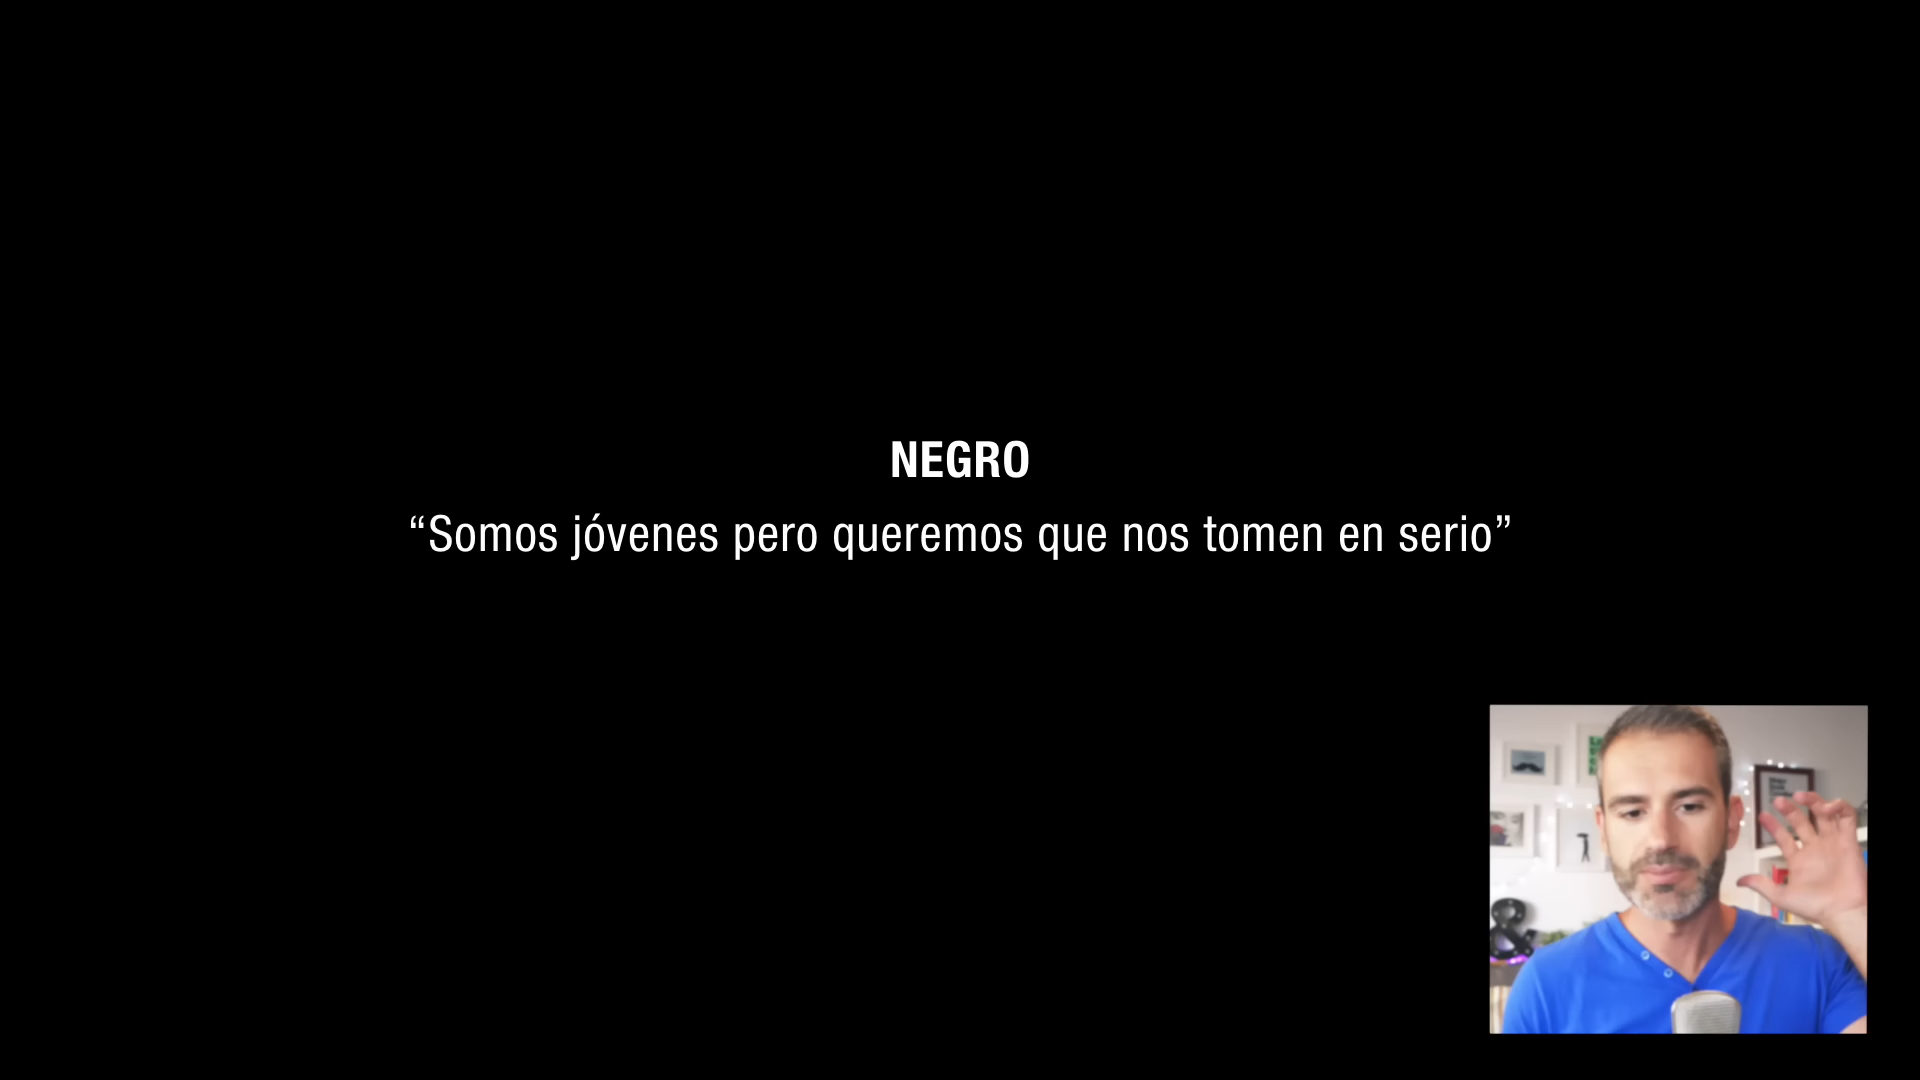 NEGRO
“Somos jóvenes pero queremos que nos tomen en serio”
&